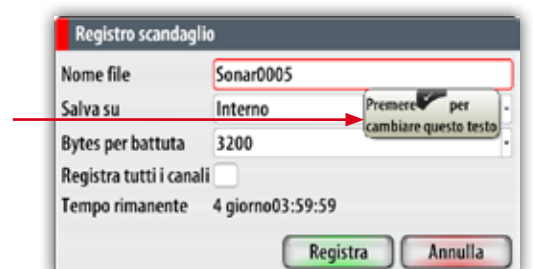 Registro scandaglio
Nome file Sonar0005
Salva su Interno
Premere per
cambiare questo testo
Bytes per battuta 3200
Registra tutti i canali
Tempo rimanente 4 giorno03:59:59
Registra Annulla